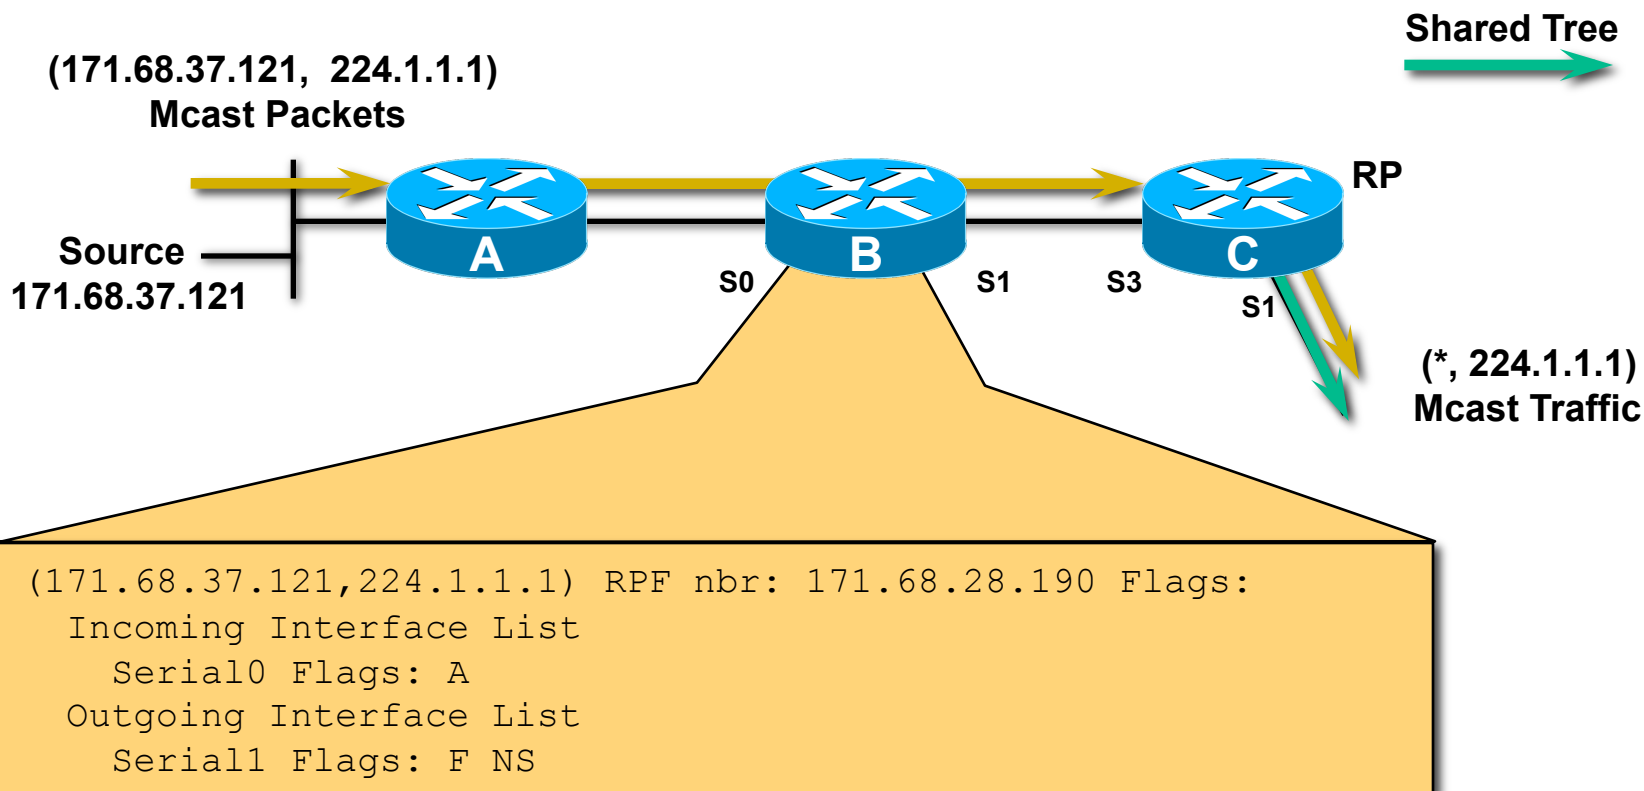 Shared Tree
(171.68.37.121, 224.1.1.1)
Mcast Packets
RP
A
B
C
Source
171.68.37.121
S0
S1
S3
S1
(*, 224.1.1.1)
Mcast Traffic
(171.68.37.121,224.1.1.1) RPF nbr: 171.68.28.190 Flags:
Incoming Interface List
Serial0 Flags: A
Outgoing Interface List
Serial1 Flags: F NS